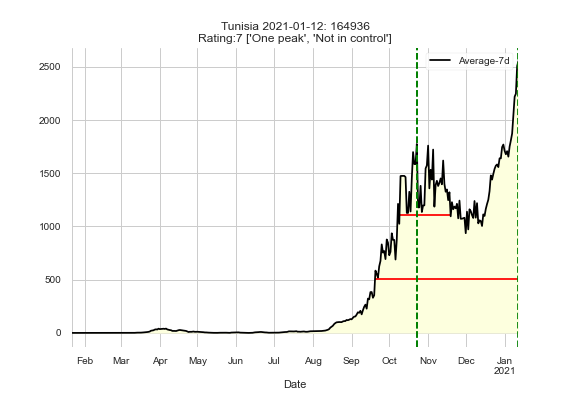 Tunisia 2021-01-12: 164936
Rating:7 ['One peak', 'Not in control']
Average-7d
2500
2000
1500
1000
500
0
Feb Mar Apr May Jun Jul Aug Sep Oct Nov Dec Jan
2021
Date